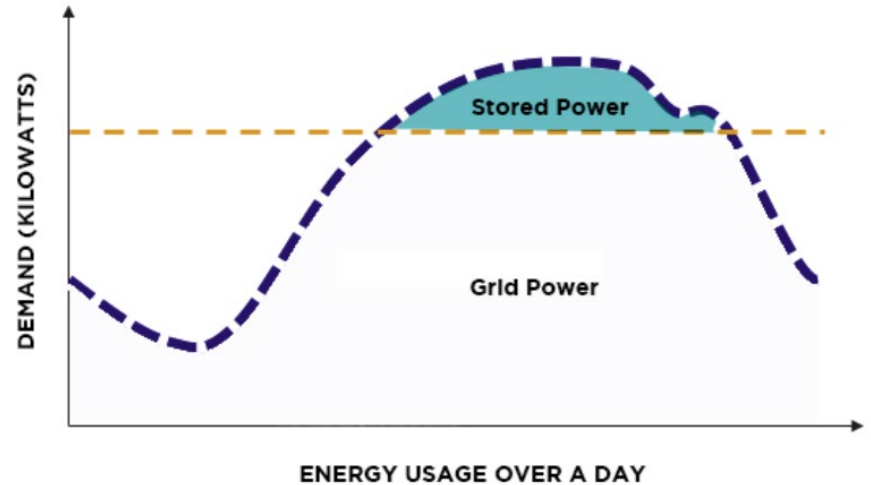 DEMAND (KILOWATTS)
Stored Power
Grid Power
ENERGY USAGE OVER A DAY